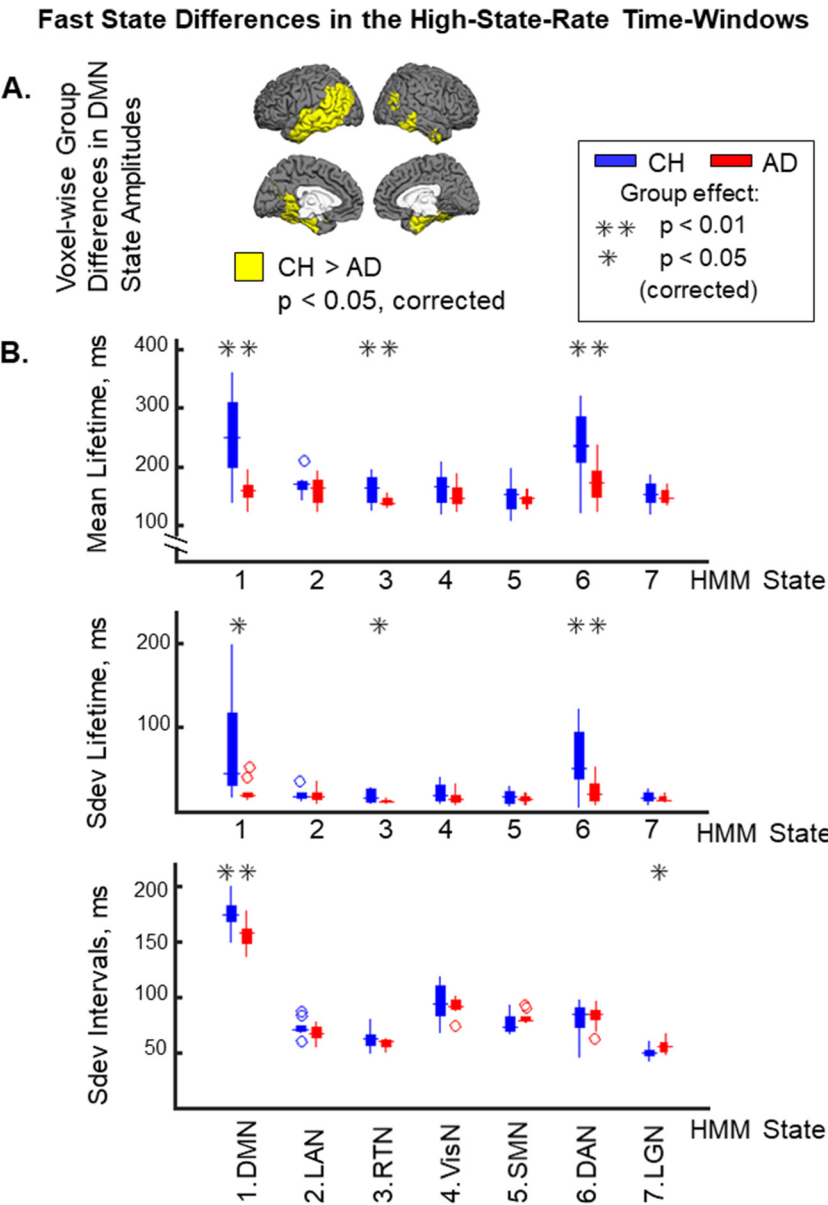 Fast State Differences in the High-State-Rate Time-Windows
A.
Voxel-wise Group
Differences in DMN
State Amplitudes
CH > AD
p < 0.05, corrected
CH AD
Group effect:
** p < 0.01
* p < 0.05
(corrected)
B.
Mean Lifetime, ms
400
300
200
100
** ** **
1 2 3 4 5 6 7 HMM State
Sdev Lifetime, ms
200
100
* * **
1 2 3 4 5 6 7 HMM State
Sdev Intervals, ms
200
150
100
50
** *
HMM State
1.DMN
2.LAN
3.RTN
4.VisN
5.SMN
6.DAN
7.LGN